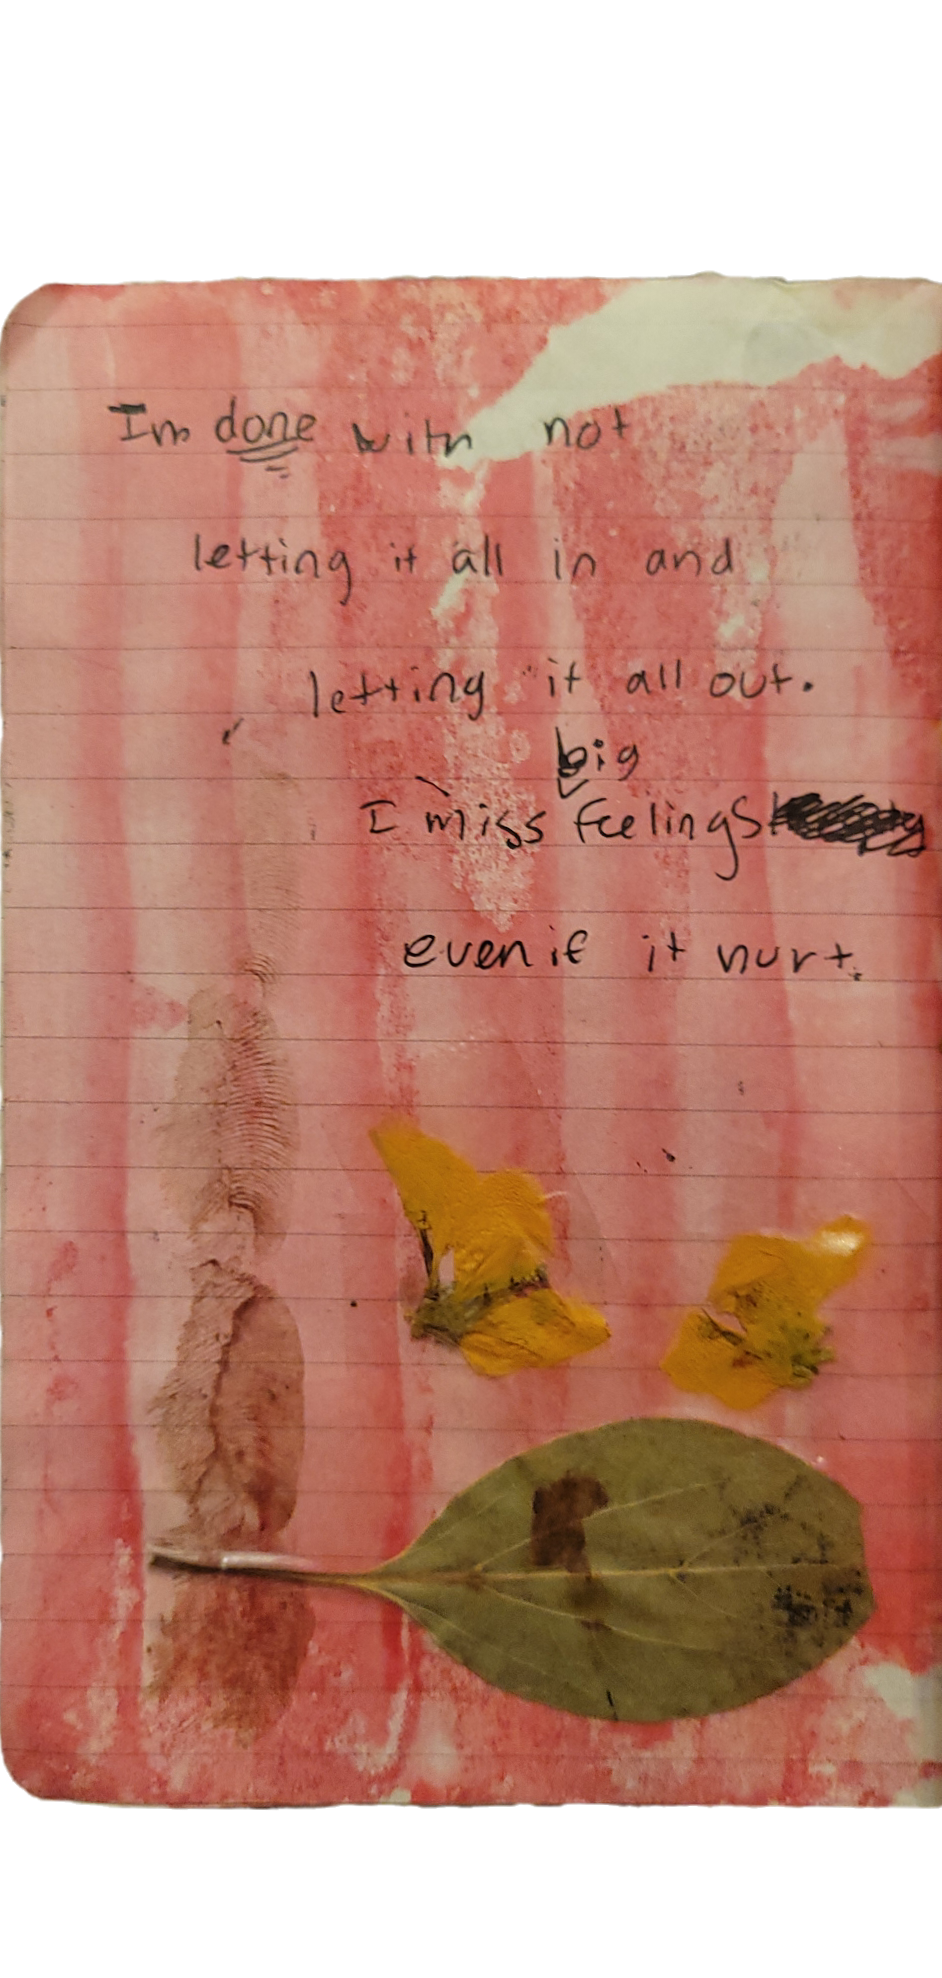 Im done with not
letting it all in and
letting it all out.
big
I miss feelings
even if it hurt.